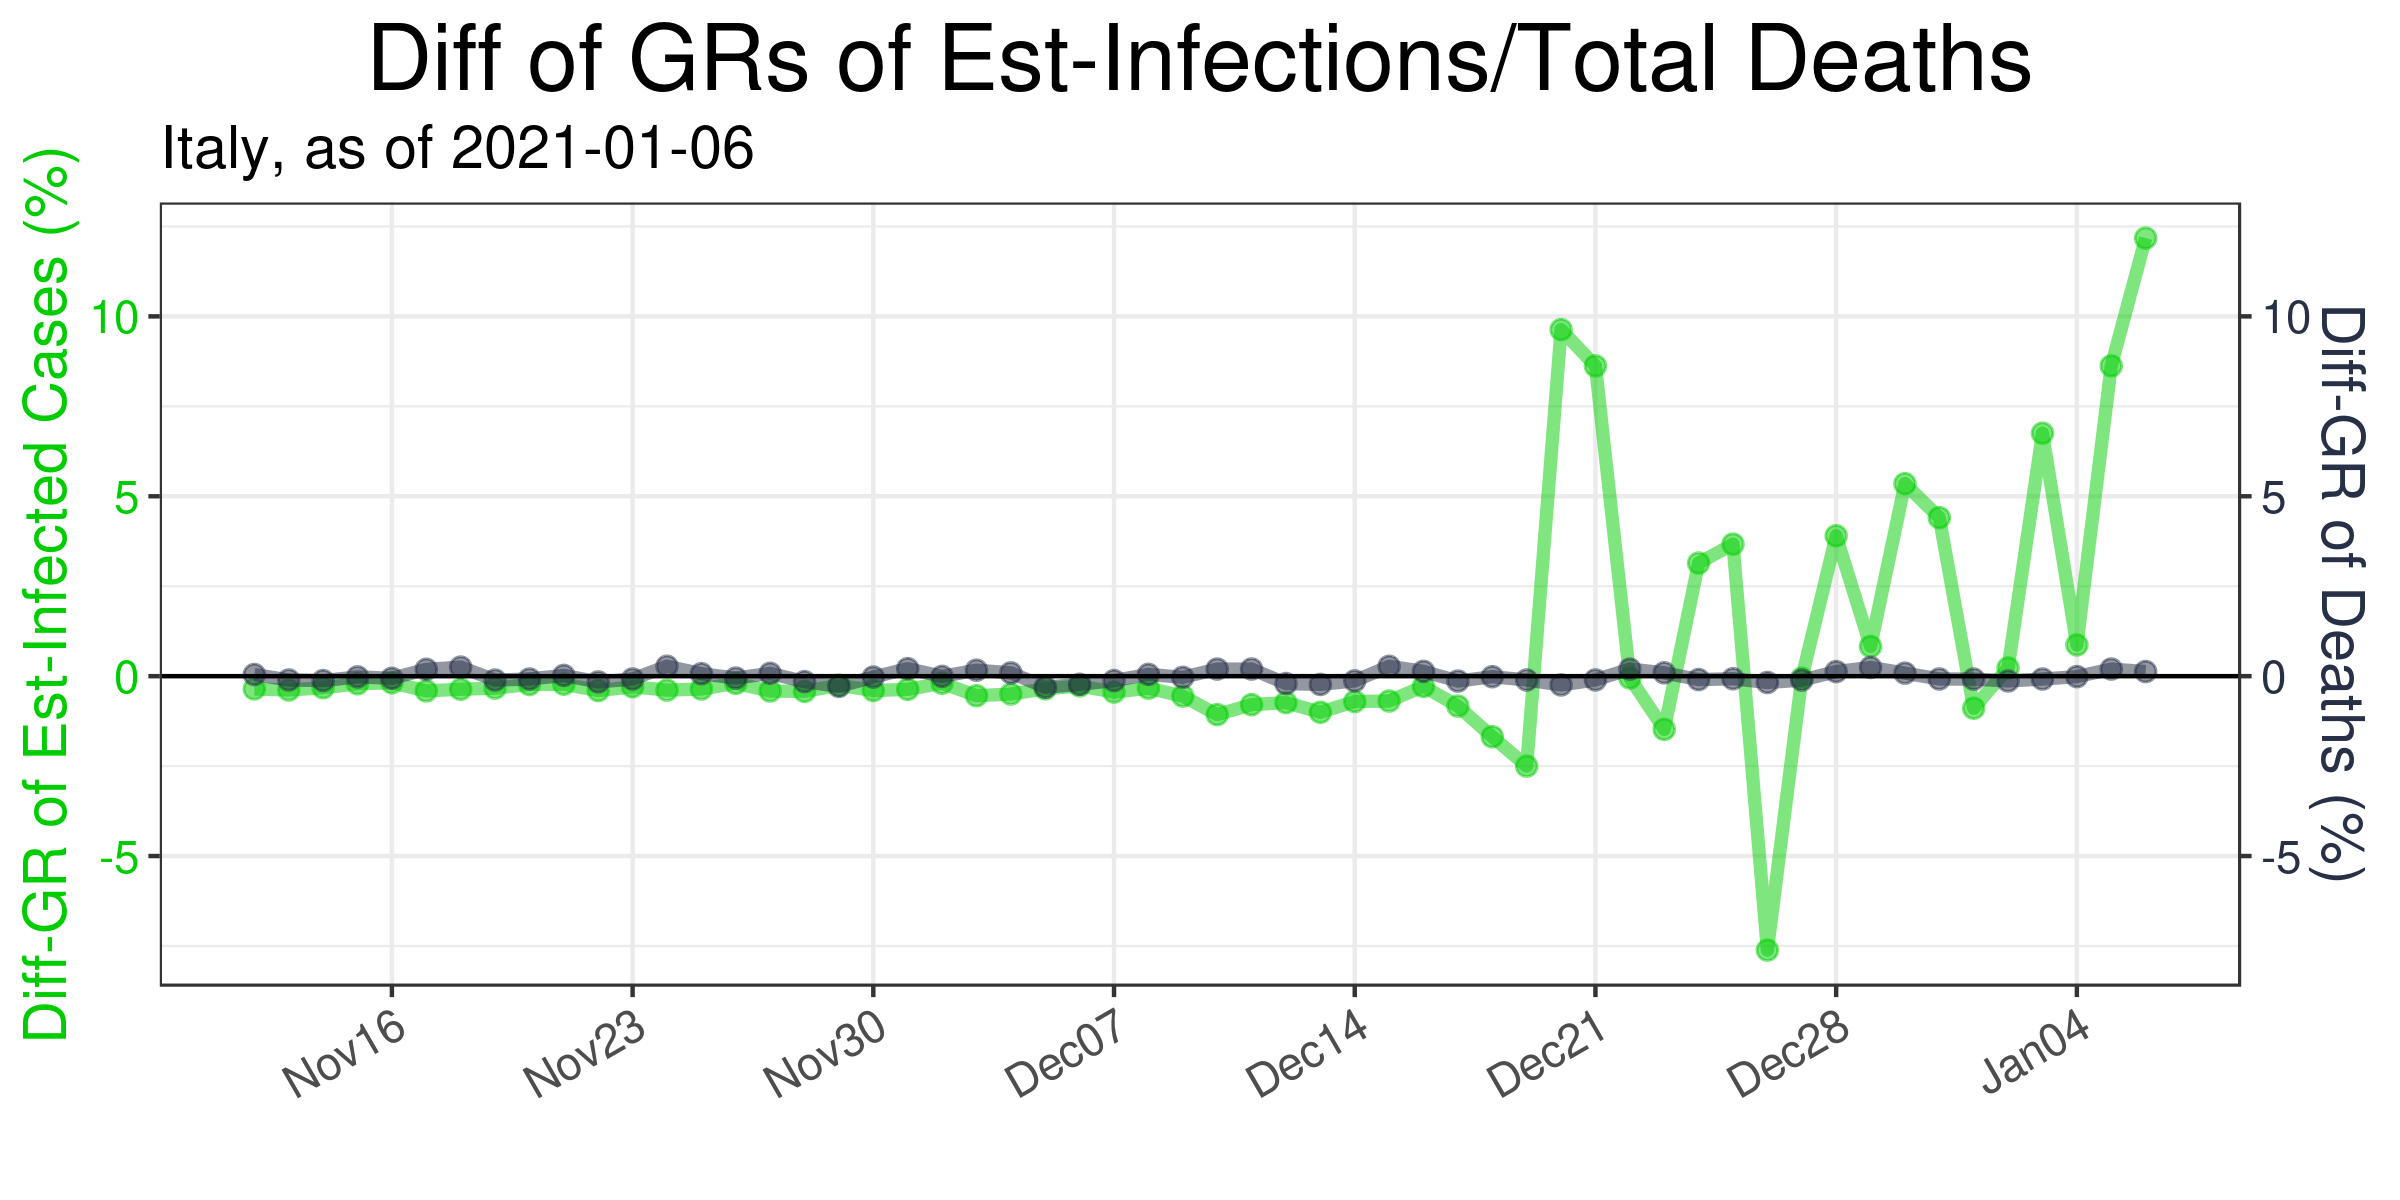 Diff of GRs of Est-Infections/Total Deaths
Italy, as of 2021-01-06
Diff-GR of Est-Infected Cases (%)
10
5
0
-5
10
5
0
-5
Diff-GR of Deaths (%)
Nov16
Nov23
Nov30
Dec07
Dec14
Dec21
Dec28
Jan04